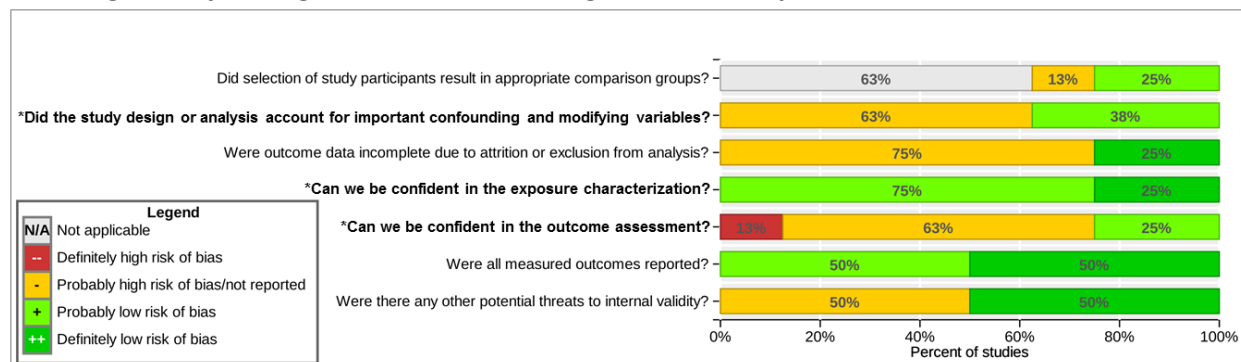 Did selection of study participants result in appropriate comparison groups?
63% 13% 25%
*Did the study design or analysis account for important confounding and modifying variables?
63% 38%
Were outcome data incomplete due to attrition or exclusion from analysis?
75% 25%
*Can we be confident in the exposure characterization?
75% 25%
*Can we be confident in the outcome assessment?
13% 63% 25%
Were all measured outcomes reported?
50% 50%
Were there any other potential threats to internal validity?
50% 50%
0% 20% 40% 60% 80% 100%
Percent of studies
Legend
N/A Not applicable
-- Definitely high risk of bias
- Probably high risk of bias/not reported
+ Probably low risk of bias
++ Definitely low risk of bias